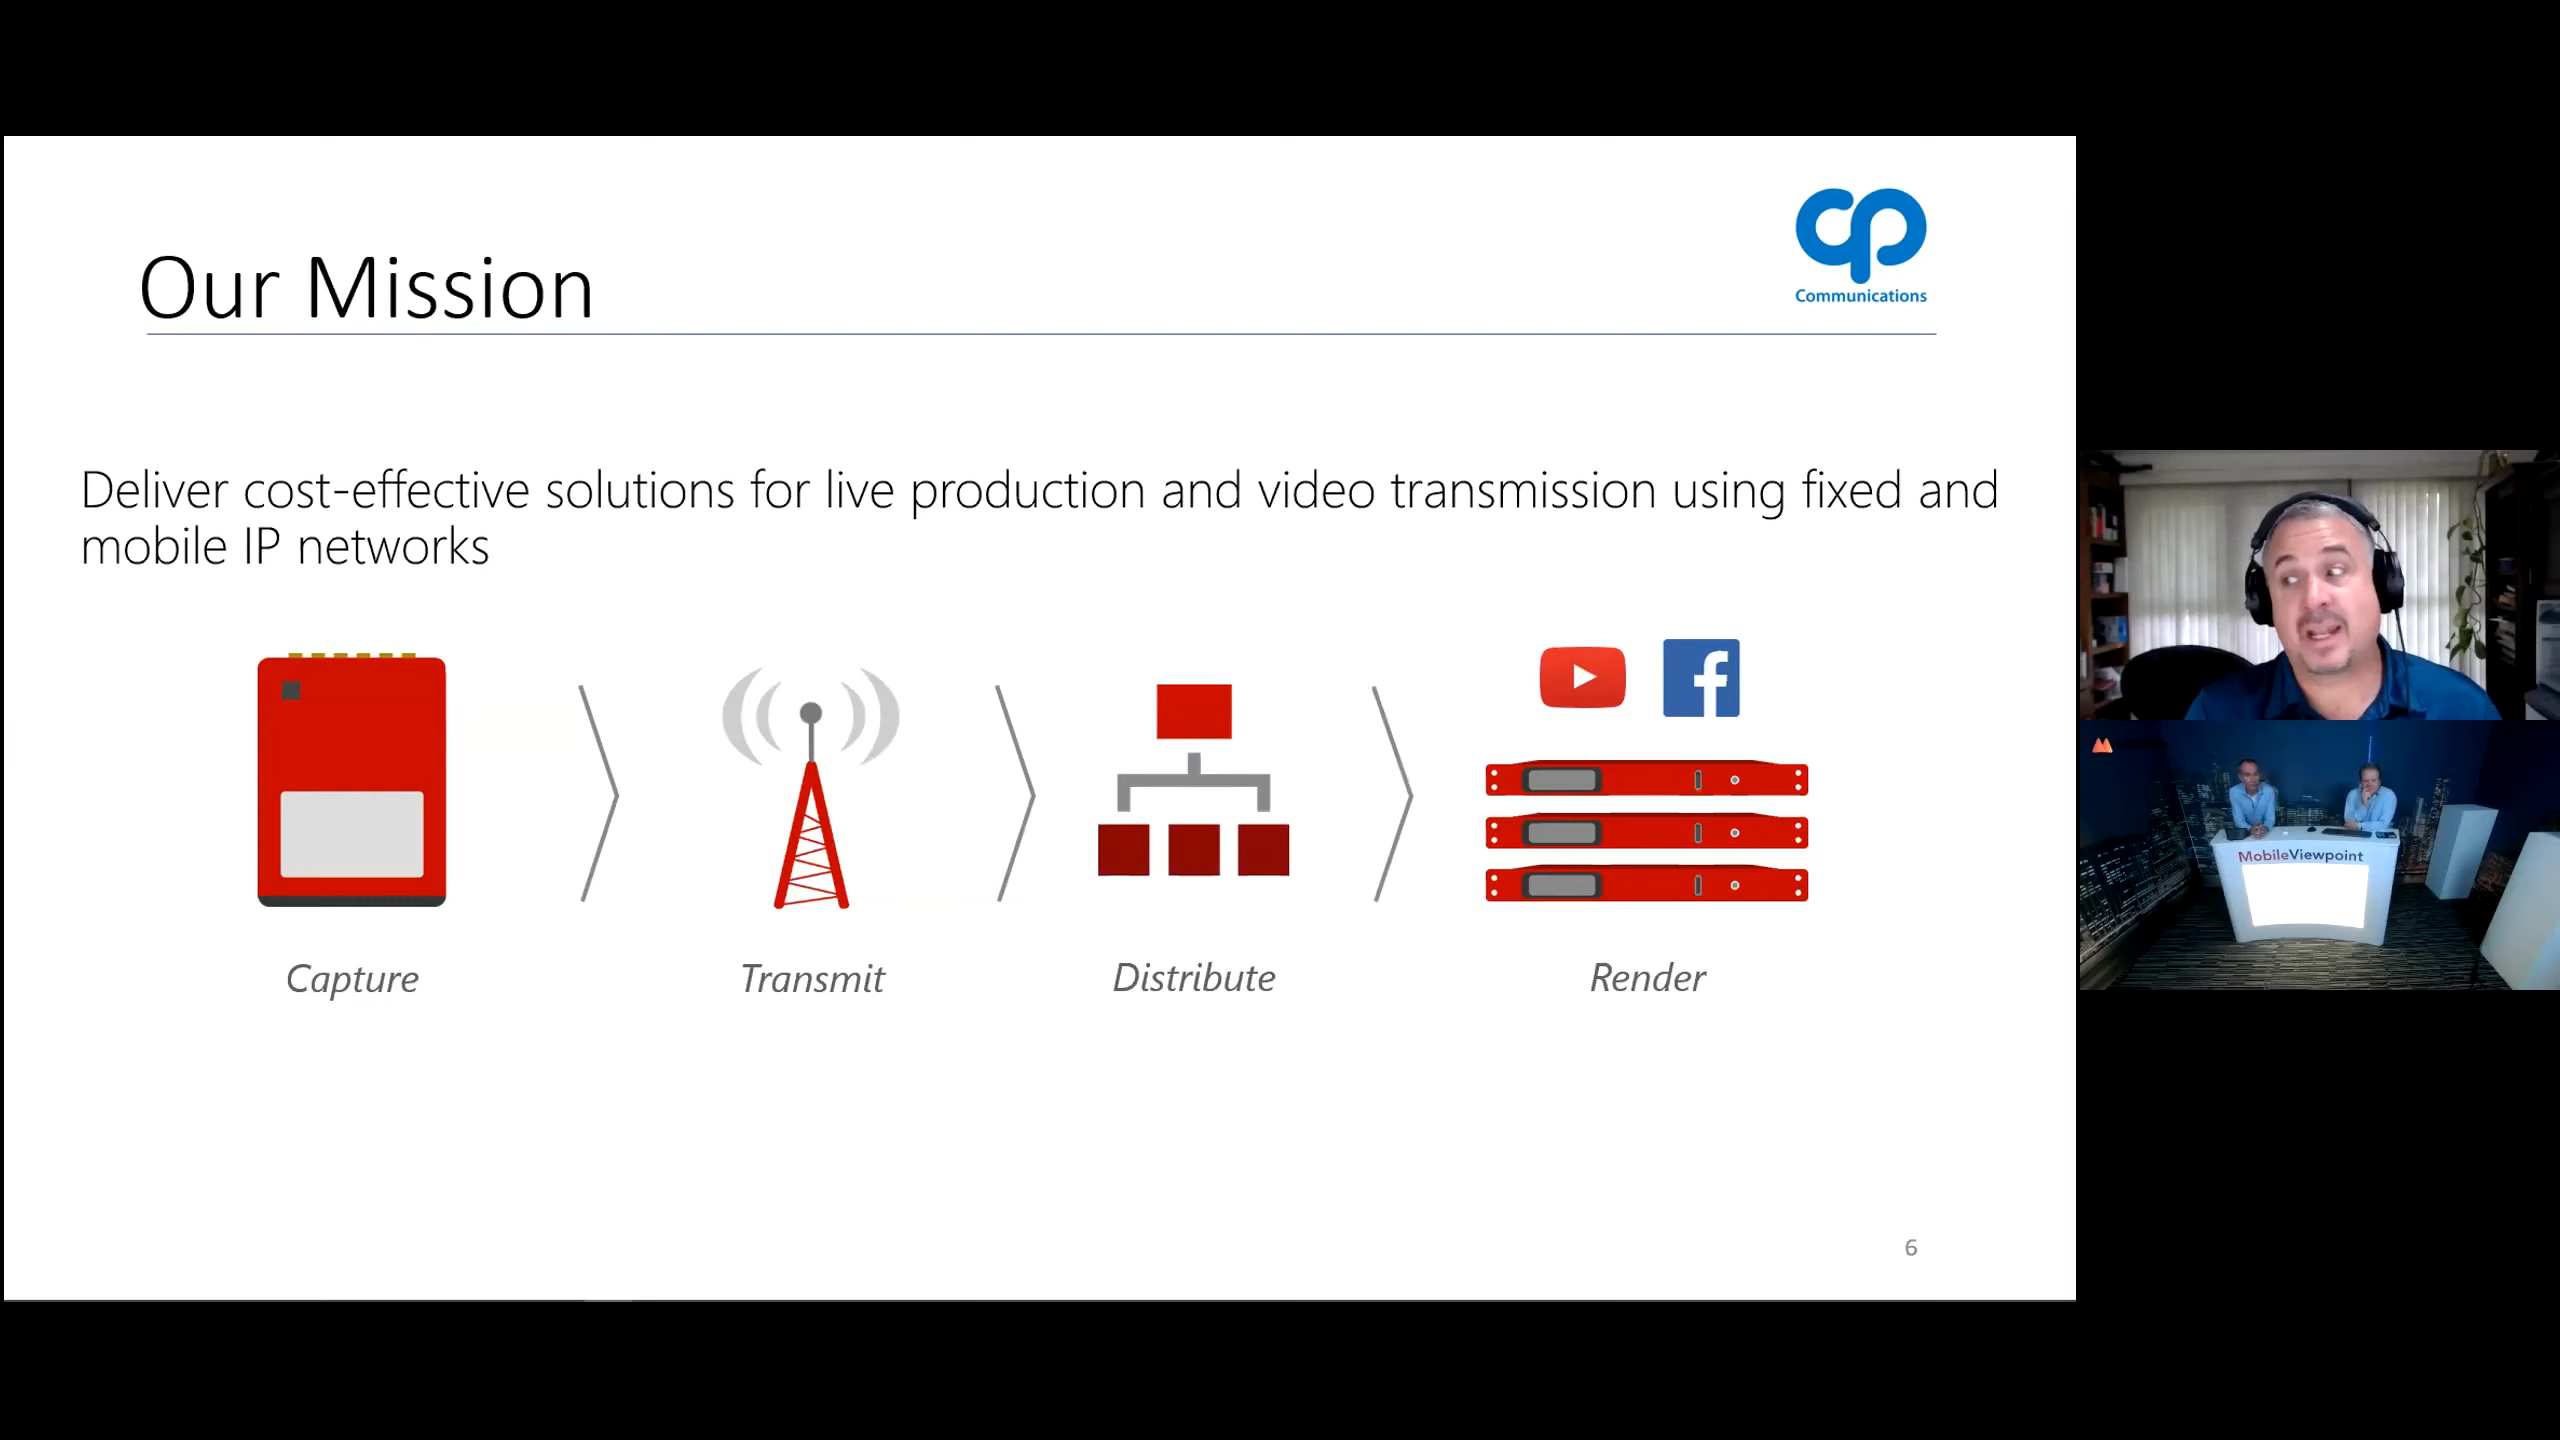 Our Mission
cp
Communications
Deliver cost-effective solutions for live production and video transmission using fixed and
mobile IP networks
Capture
Transmit
Distribute
Render
6
MobileViewpoint